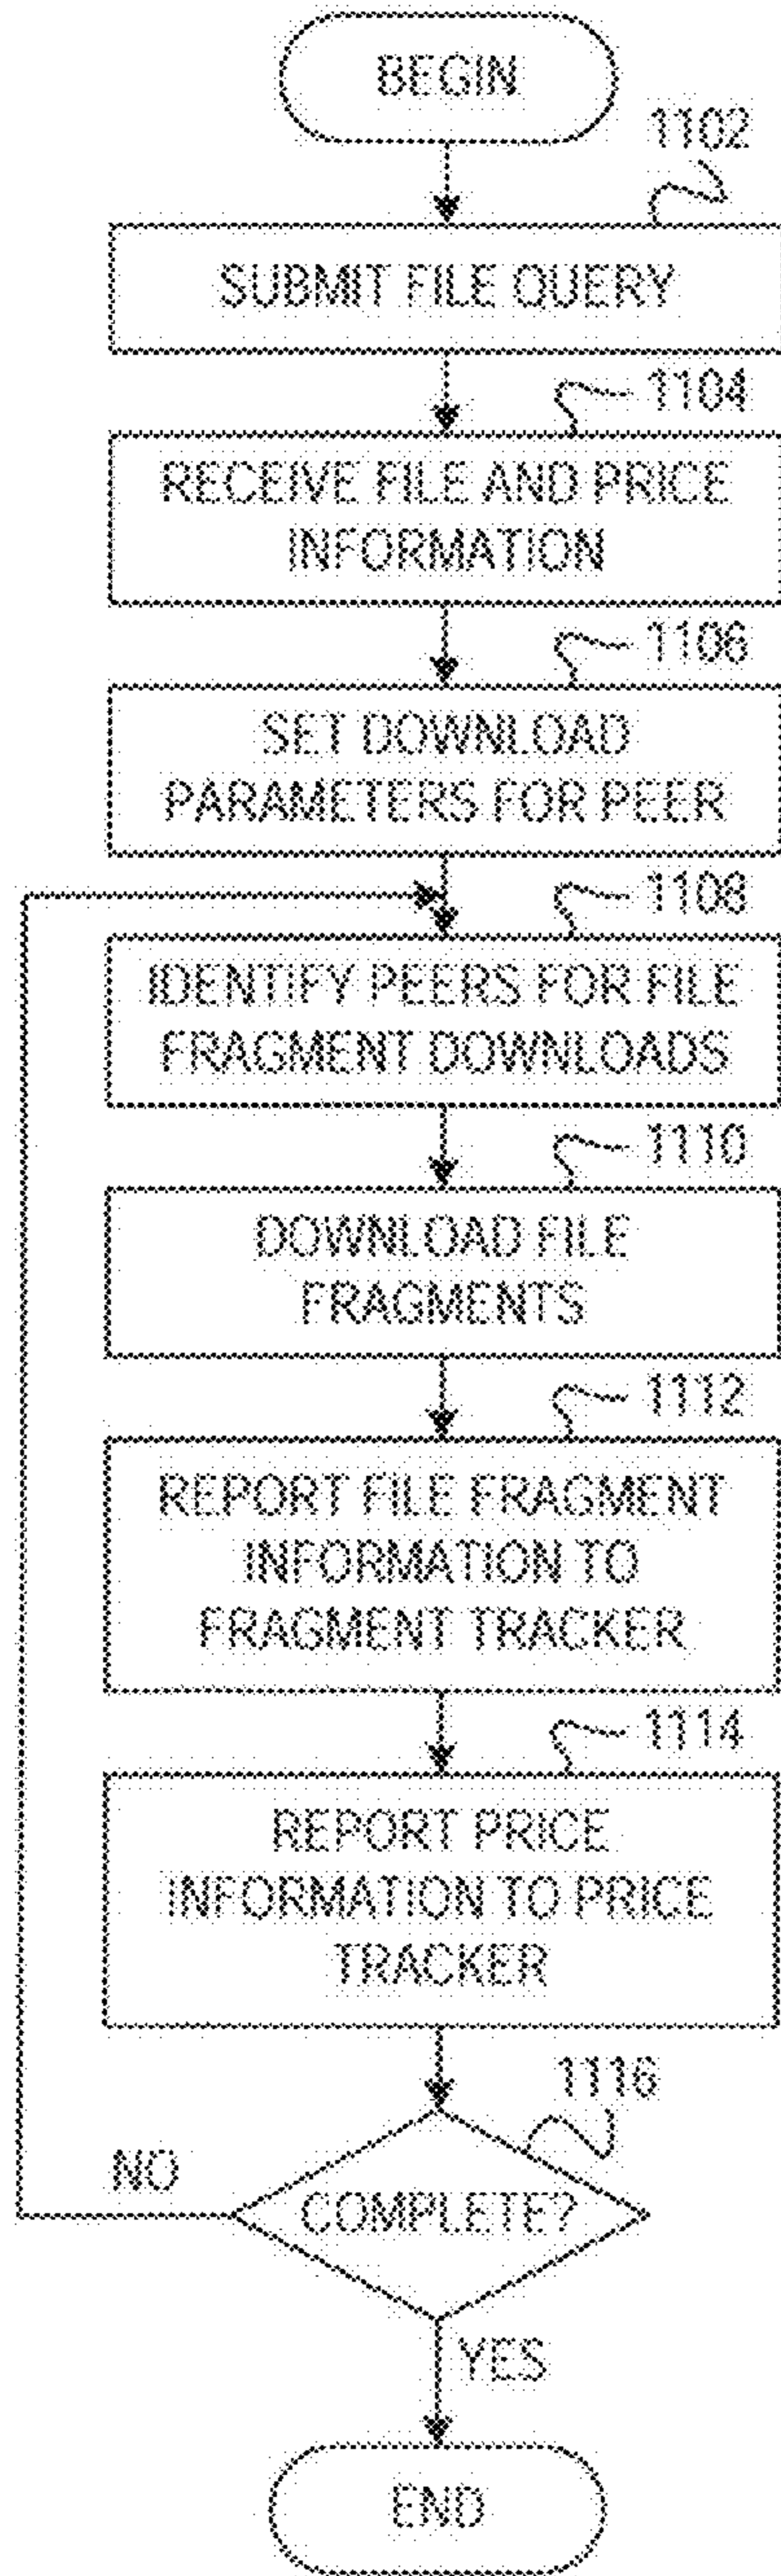 BEGIN
1102
SUBMIT FILE QUERY
1104
RECEIVE FILE AND PRICE
INFORMATION
1106
SET DOWNLOAD
PARAMETERS FOR PEER
1108
IDENTIFY PEERS FOR FILE
FRAGMENT DOWNLOADS
1110
DOWNLOAD FILE
FRAGMENTS
1112
REPORT FILE FRAGMENT
INFORMATION TO
FRAGMENT TRACKER
1114
REPORT PRICE
INFORMATION TO PRICE
TRACKER
1116
NO
COMPLETE?
YES
END